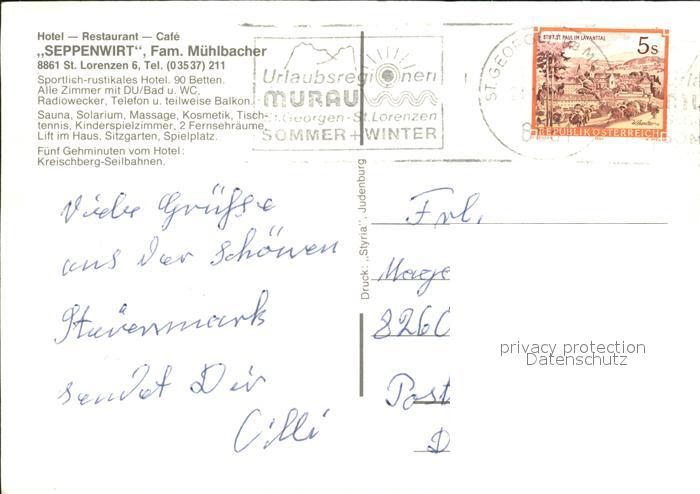 Hotel — Restaurant — Café
„SEPPENWIRT“, Fam. Mühlbacher
8861 St. Lorenzen 6, Tel. (03537) 211
Sportlich-rustikales Hotel. 90 Betten.
Alle Zimmer mit DU/Bad u. WC,
Radiowecker, Telefon u. teilweise Balkon.
Sauna, Solarium, Massage, Kosmetik, Tisch-
tennis, Kinderspielzimmer, 2 Fernsehräume
Lift im Haus, Sitzgarten, Spielplatz.
Fünf Gehminuten vom Hotel:
Kreischberg-Seilbahnen.
Urlaubsregionen
MURAU
St.Georgen-St.Lorenzen
SOMMER+WINTER
ST. GEORGEN
STIFT ST. PAUL IM LAVANTTAL
5s
REPUBLIK ÖSTERREICH
Druck: „Styria“, Judenburg
Viele Grüße
aus der schönen
Steiermark
sendet Dir
Cilli
Frl.
Mage
8260
Post
D
privacy protection
Datenschutz